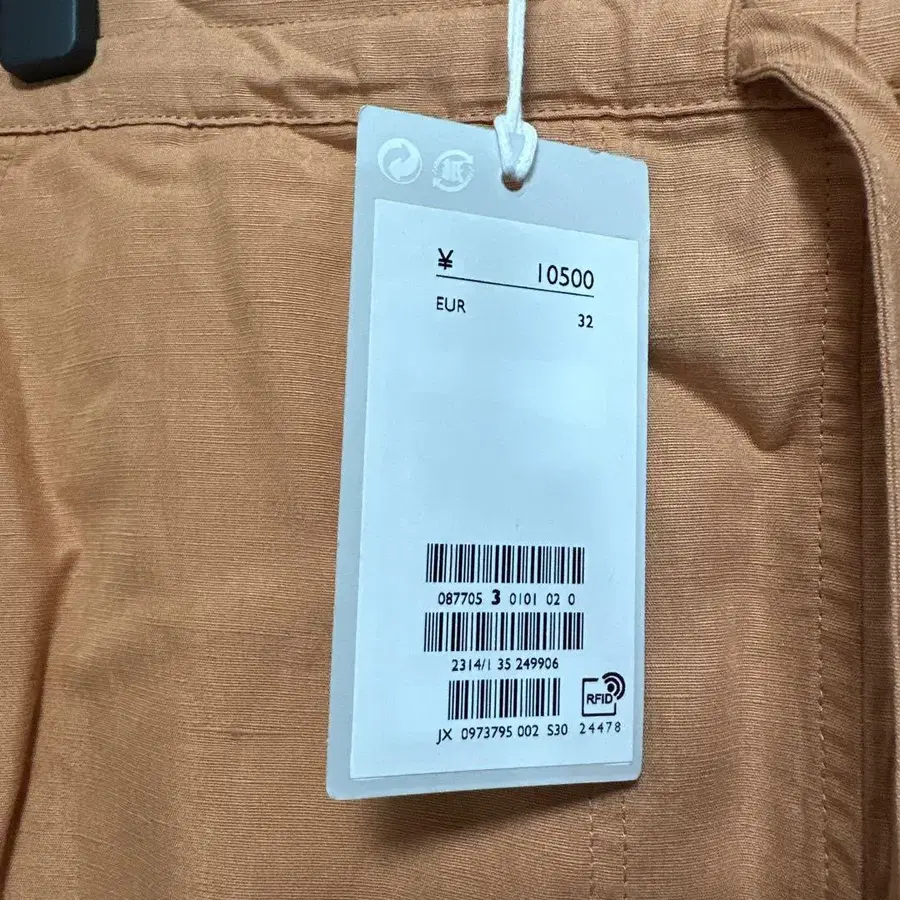 ¥ 10500
EUR 32
087705 3 0101 02 0
2314/1 35 249906
RFID
JX 0973795 002 S30 24478